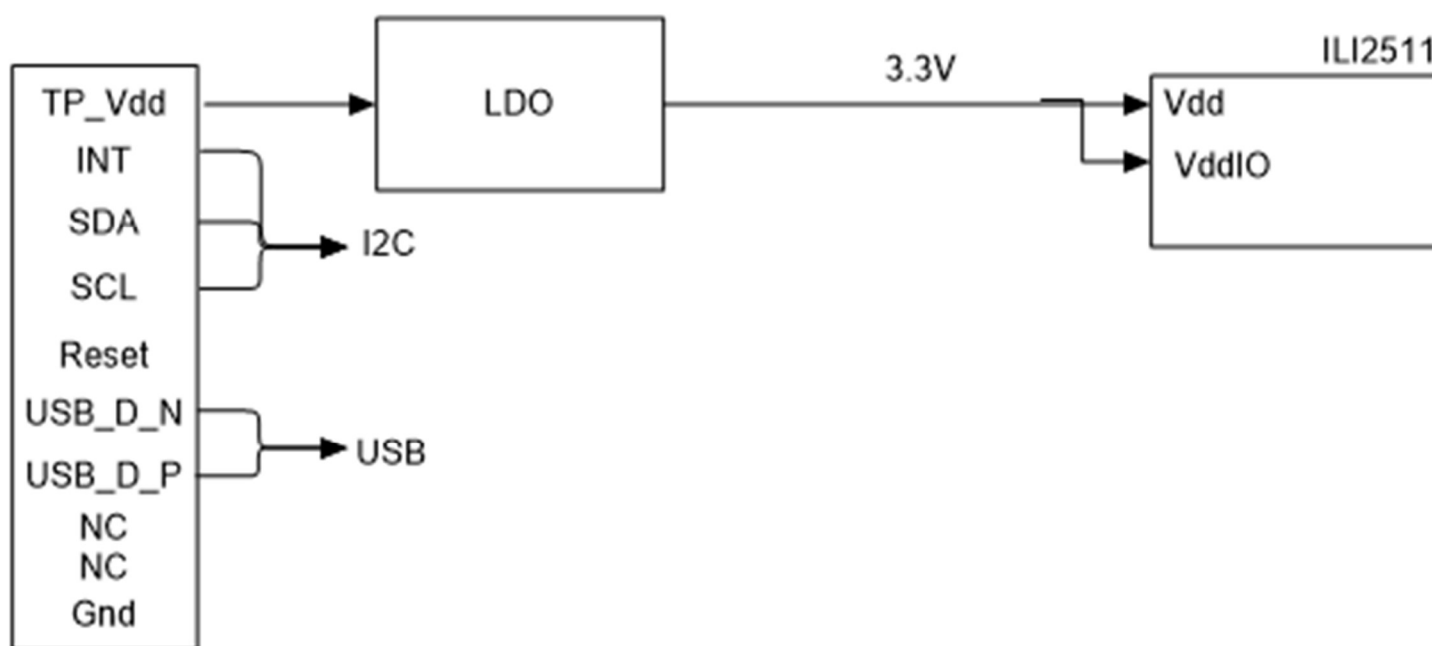 TP_Vdd
INT
SDA
SCL
Reset
USB_D_N
USB_D_P
NC
NC
Gnd
LDO
I2C
USB
3.3V
ILI2511
Vdd
VddIO